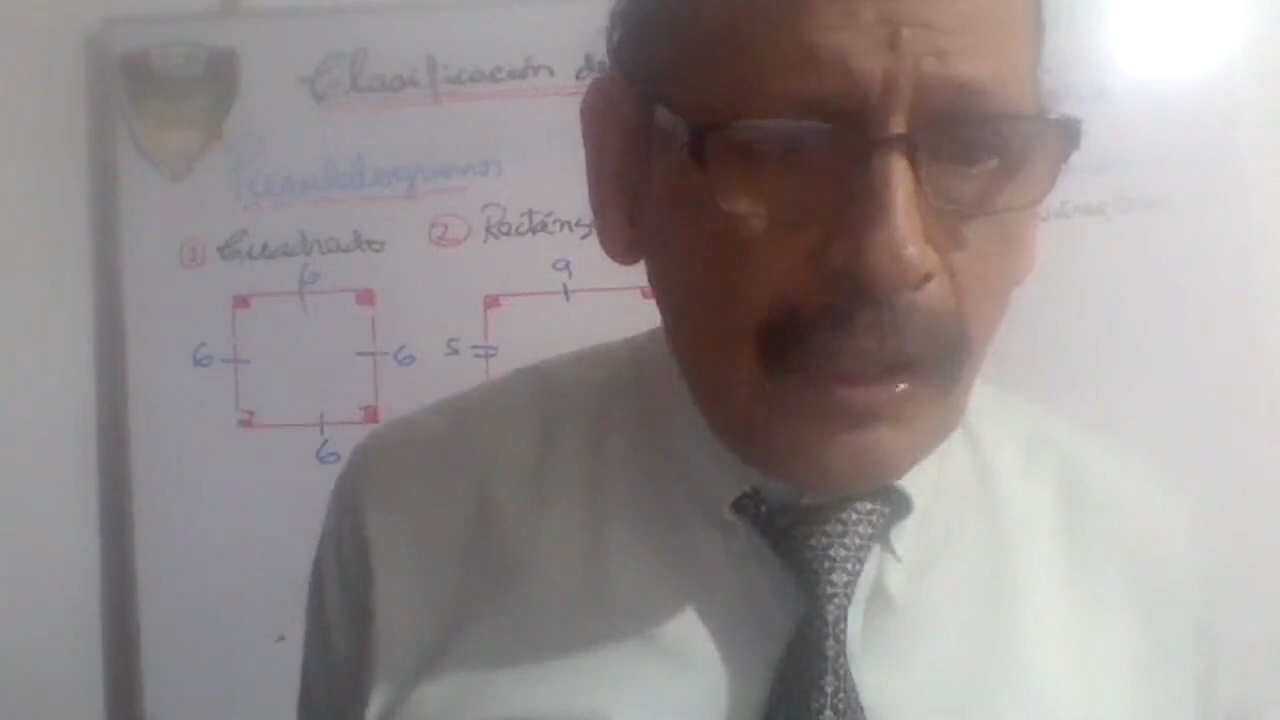 Clasificación de
Paralelogramos
① Cuadrado
② Rectáng
6
9
6
6
5
6